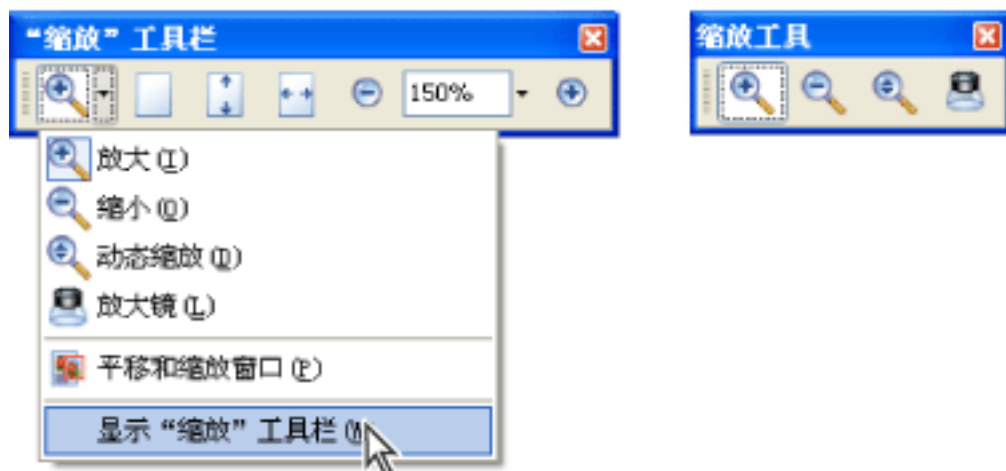 “缩放”工具栏
缩放工具
150%
放大(I)
缩小(O)
动态缩放(D)
放大镜(L)
平移和缩放窗口(P)
显示“缩放”工具栏(W